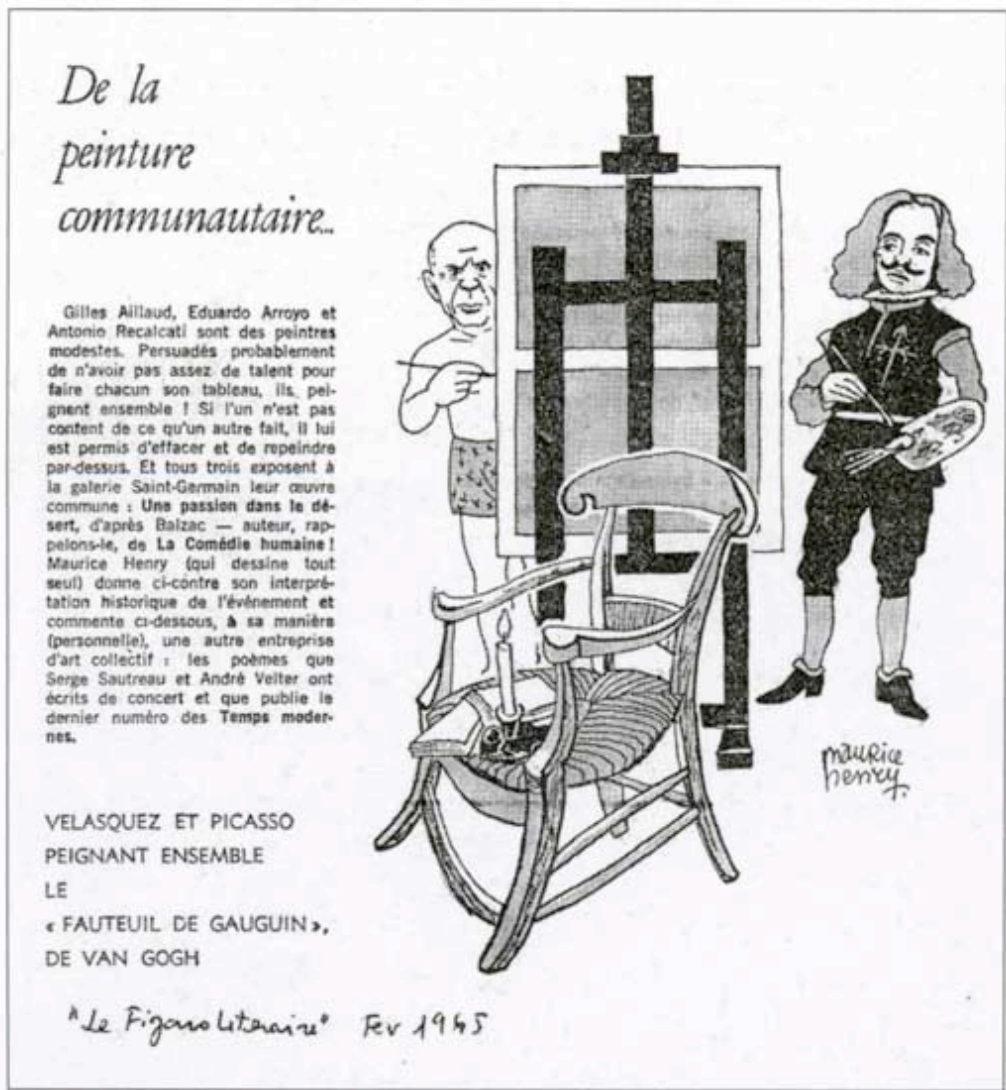 De la
peinture
communautaire...
Gilles Aillaud, Eduardo Arroyo et
Antonio Recalcati sont des peintres
modestes. Persuadés probablement
de n'avoir pas assez de talent pour
faire chacun son tableau, ils, pei-
gnent ensemble ! Si l'un n'est pas
content de ce qu'un autre fait, il lui
est permis d'effacer et de repeindre
par-dessus. Et tous trois exposent à
la galerie Saint-Germain leur œuvre
commune : Une passion dans le dé-
sert, d'après Balzac — auteur, rap-
pelons-le, de La Comédie humaine !
Maurice Henry (qui dessine tout
seul) donne ci-contre son interpré-
tation historique de l'événement et
commente ci-dessous, à sa manière
(personnelle), une autre entreprise
d'art collectif : les poèmes que
Serge Sautreau et André Velter ont
écrits de concert et que publie le
dernier numéro des Temps moder-
nes.
maurice
henry.
VELASQUEZ ET PICASSO
PEIGNANT ENSEMBLE
LE
« FAUTEUIL DE GAUGUIN »,
DE VAN GOGH
"Le Figaro Literaire" Fev 1965